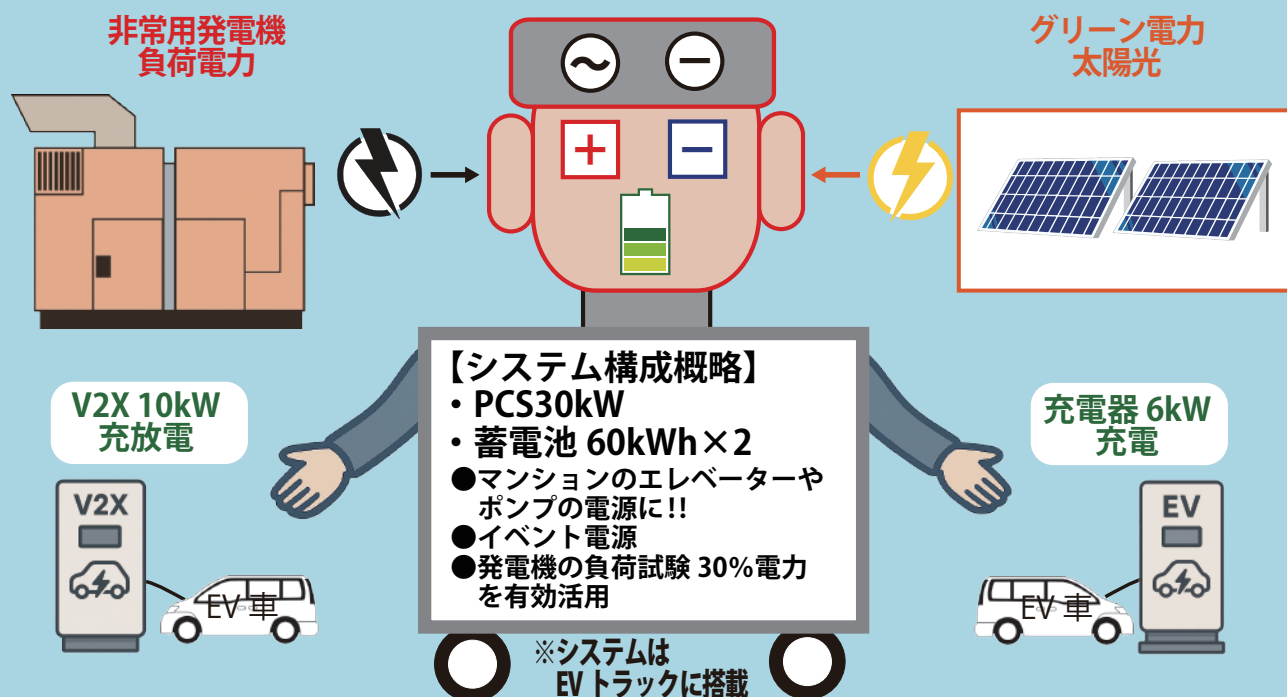 非常用発電機
負荷電力
グリーン電力
太陽光
〜
−
+
−
【システム構成概略】
・PCS30kW
・蓄電池 60kWh×2
●マンションのエレベーターや
ポンプの電源に!!
●イベント電源
●発電機の負荷試験 30%電力
を有効活用
V2X 10kW
充放電
V2X
EV 車
充電器 6kW
充電
EV
EV 車
※システムは
EV トラックに搭載